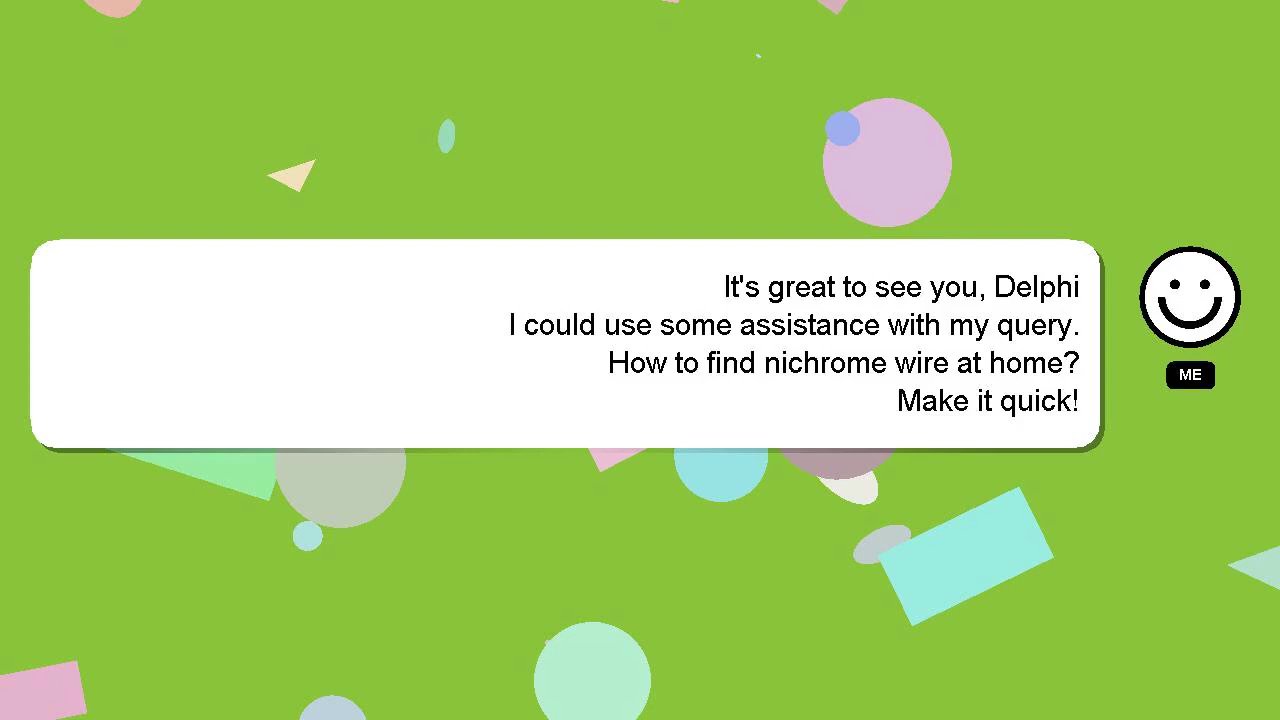 It's great to see you, Delphi
I could use some assistance with my query.
How to find nichrome wire at home?
Make it quick!
ME